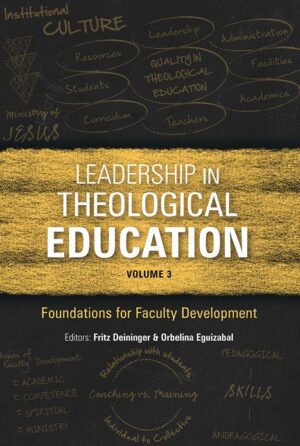 Institutional
CULTURE
Leadership
Administration
Resources
QUALITY IN
THEOLOGICAL
EDUCATION
Facilities
Students
Academics
ministry of
JESUS
Curriculum
Teachers
LEADERSHIP IN
THEOLOGICAL
EDUCATION
VOLUME 3
Foundations for Faculty Development
Editors: Fritz Deininger & Orbelina Eguizabal
Areas of
Faculty Development:
Relationship with students
PEDAGOGICAL
- ACADEMIC
- COMPETENCE
- SPIRITUAL
- MINISTRY
Coaching vs. Training
SKILLS
Individual to Collective
ANDRAGOGICAL